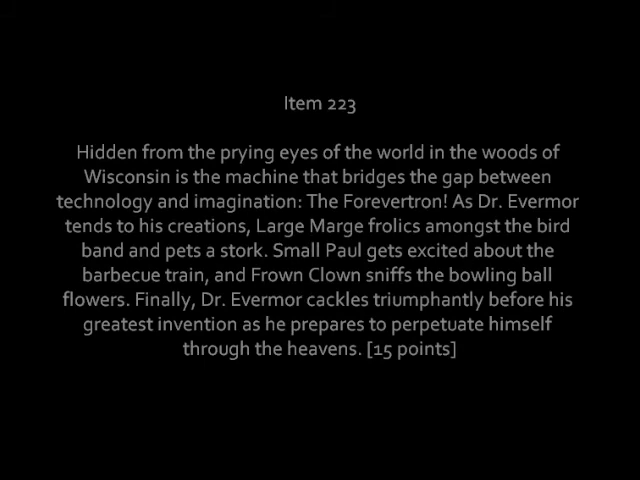 Item 223
Hidden from the prying eyes of the world in the woods of
Wisconsin is the machine that bridges the gap between
technology and imagination: The Forevertron! As Dr. Evermor
tends to his creations, Large Marge frolics amongst the bird
band and pets a stork. Small Paul gets excited about the
barbecue train, and Frown Clown sniffs the bowling ball
flowers. Finally, Dr. Evermor cackles triumphantly before his
greatest invention as he prepares to perpetuate himself
through the heavens. [15 points]